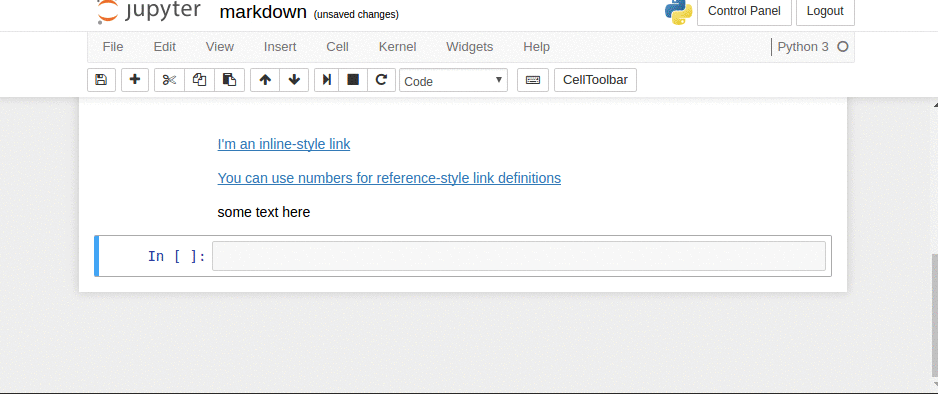 jupyter markdown (unsaved changes) Control Panel Logout
File Edit View Insert Cell Kernel Widgets Help Python 3
Code CellToolbar
I'm an inline-style link
You can use numbers for reference-style link definitions
some text here
In [ ]: